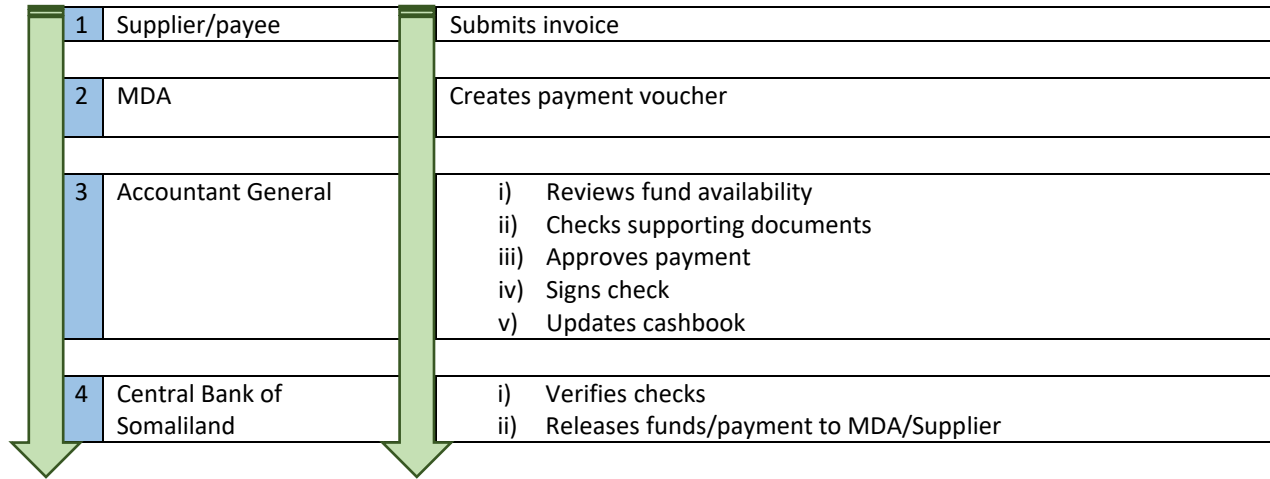 1 Supplier/payee Submits invoice
2 MDA Creates payment voucher
3 Accountant General i) Reviews fund availability
ii) Checks supporting documents
iii) Approves payment
iv) Signs check
v) Updates cashbook
4 Central Bank of i) Verifies checks
Somaliland ii) Releases funds/payment to MDA/Supplier